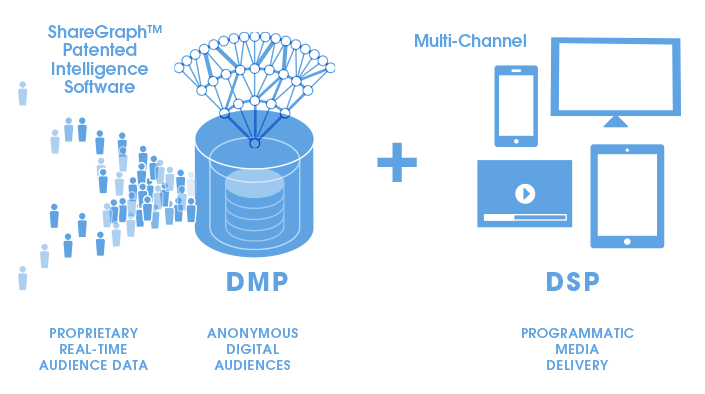 ShareGraph™
Patented
Intelligence
Software
Multi-Channel
DMP
DSP
PROPRIETARY
REAL-TIME
AUDIENCE DATA
ANONYMOUS
DIGITAL
AUDIENCES
PROGRAMMATIC
MEDIA
DELIVERY